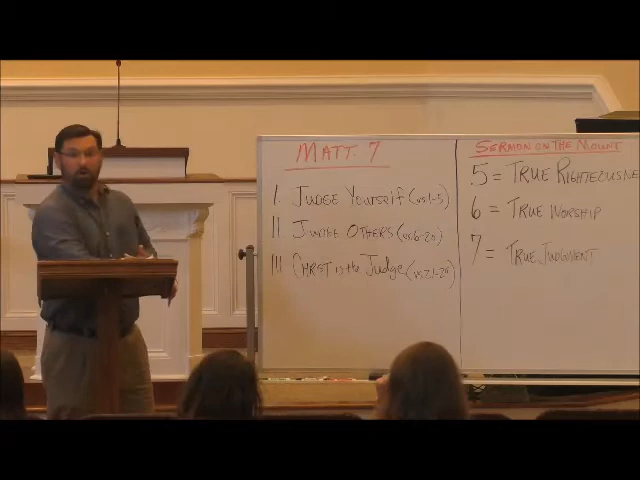 MATT. 7
I. JUDGE YourselF (vs.1-5)
II JUDGE OTHERS (vs.6-20)
III CHRIST is the Judge (vs.21-29)
SERMON ON THE MOUNT
5 = TRUE RIGHTEOUSNE
6 = TRUE WORSHIP
7 = TRUE JUDGMENT